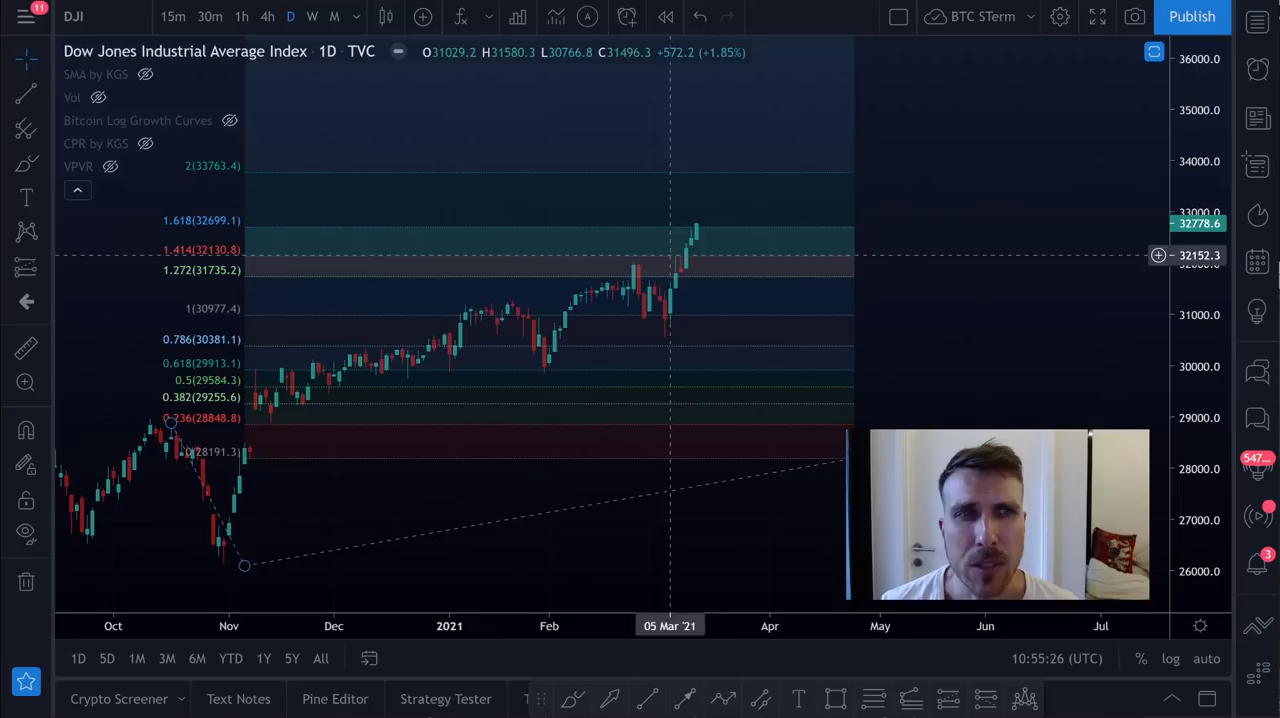 11
DJI
15m 30m 1h 4h D W M
BTC STerm
Publish
Dow Jones Industrial Average Index · 1D · TVC
O31029.2 H31580.3 L30766.8 C31496.3 +572.2 (+1.85%)
SMA by KGS
Vol
Bitcoin Log Growth Curves
CPR by KGS
VPVR
2(33763.4)
1.618(32699.1)
1.414(32130.8)
1.272(31735.2)
1(30977.4)
0.786(30381.1)
0.618(29913.1)
0.5(29584.3)
0.382(29255.6)
0.236(28848.8)
0(28191.3)
36000.0
35000.0
34000.0
33000.0
32778.6
32152.3
31000.0
30000.0
29000.0
28000.0
27000.0
26000.0
547...
3
Oct Nov Dec 2021 Feb 05 Mar '21 Apr May Jun Jul
1D 5D 1M 3M 6M YTD 1Y 5Y All
10:55:26 (UTC) % log auto
Crypto Screener Text Notes Pine Editor Strategy Tester